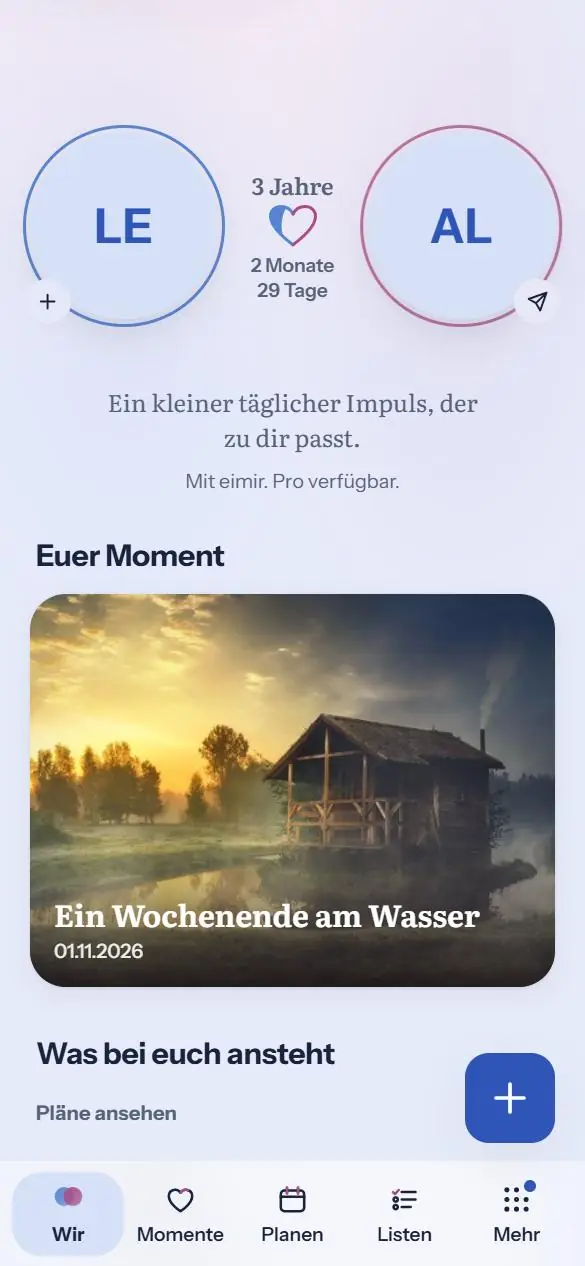 LE
3 Jahre
2 Monate
29 Tage
AL
Ein kleiner täglicher Impuls, der
zu dir passt.
Mit eimir. Pro verfügbar.
Euer Moment
Ein Wochenende am Wasser
01.11.2026
Was bei euch ansteht
Pläne ansehen
Wir
Momente
Planen
Listen
Mehr